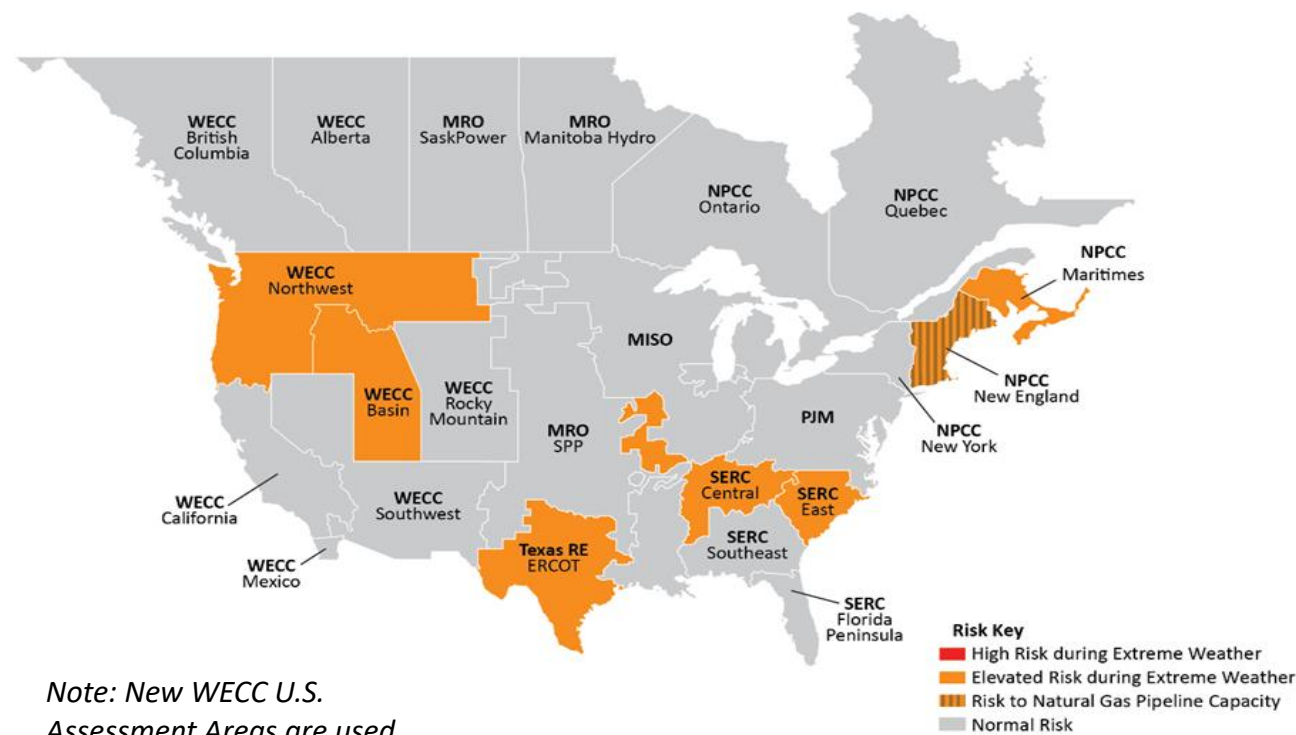 WECC
British
Columbia
WECC
Alberta
MRO
SaskPower
MRO
Manitoba Hydro
NPCC
Ontario
NPCC
Quebec
NPCC
Maritimes
WECC
Northwest
MISO
WECC
Basin
WECC
Rocky
Mountain
MRO
SPP
PJM
NPCC
New England
NPCC
New York
WECC
California
WECC
Southwest
SERC
Central
SERC
East
WECC
Mexico
Texas RE
ERCOT
SERC
Southeast
SERC
Florida
Peninsula
Risk Key
High Risk during Extreme Weather
Elevated Risk during Extreme Weather
Risk to Natural Gas Pipeline Capacity
Normal Risk
Note: New WECC U.S.
Assessment Areas are used